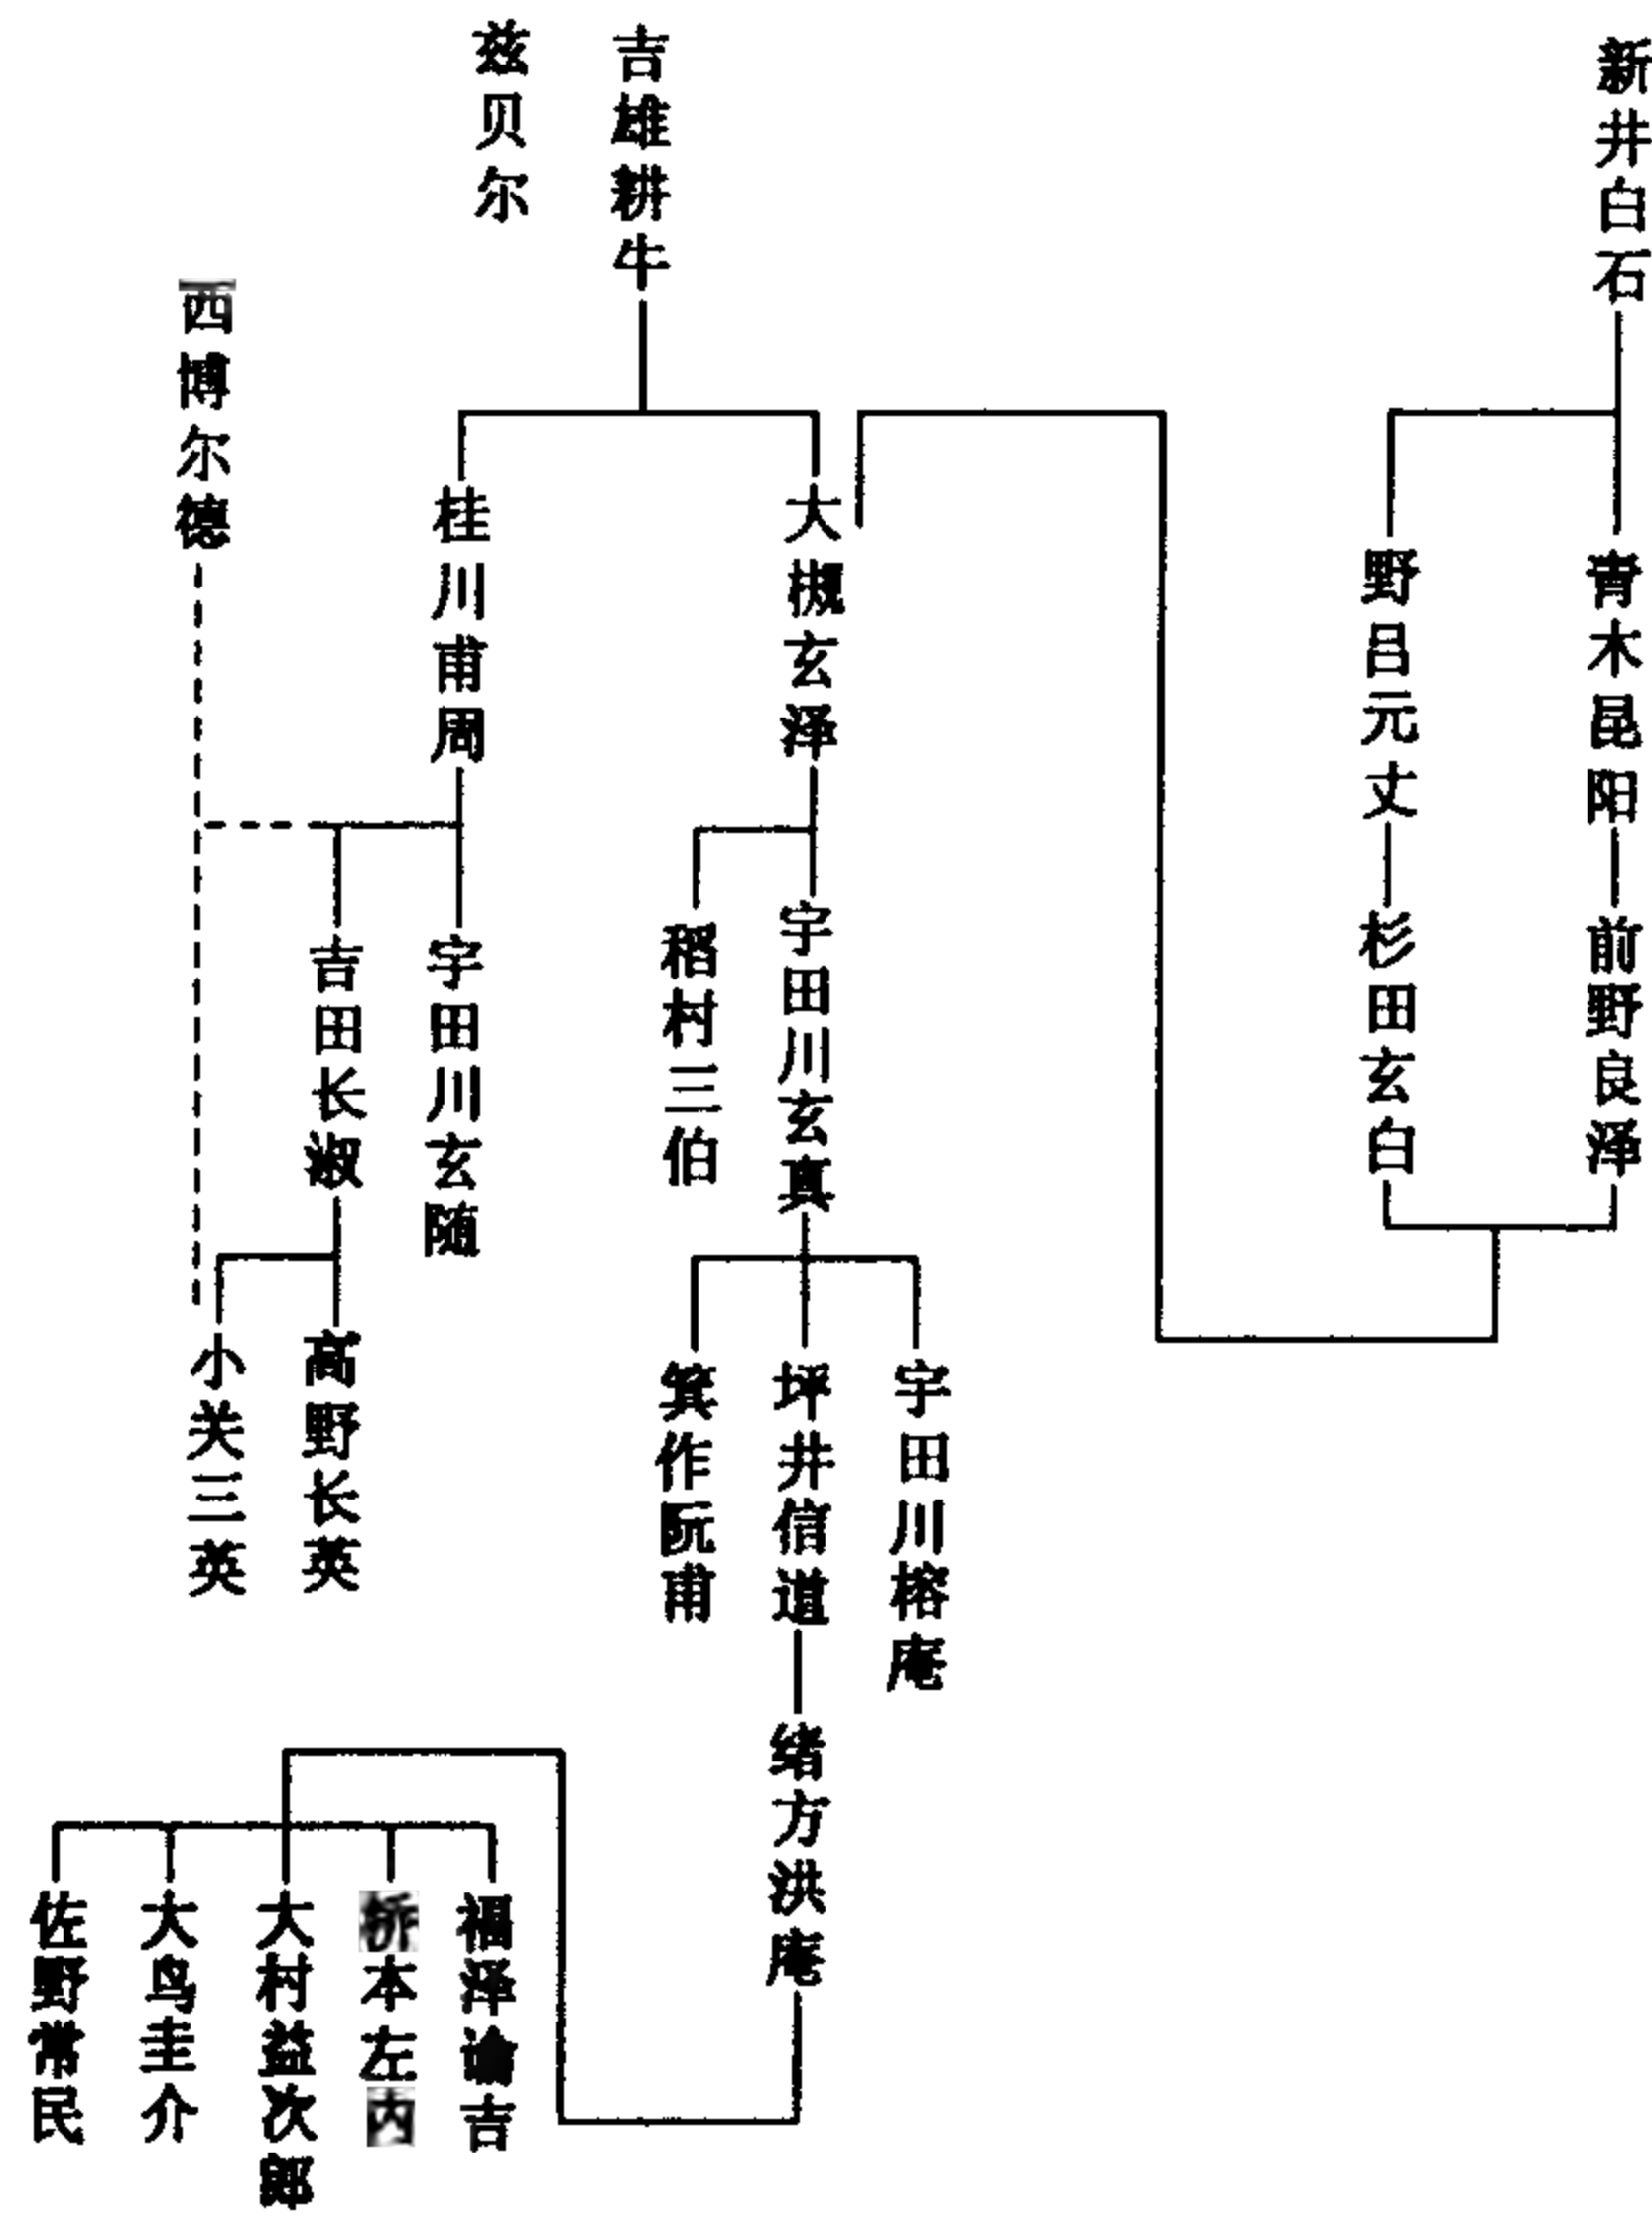 新井白石
青木昆阳
前野良泽
野吕元丈
杉田玄白
吉雄耕牛
兹贝尔
大槻玄泽
桂川甫周
宇田川玄真
稻村三伯
宇田川榕庵
坪井信道
箕作阮甫
绪方洪庵
宇田川玄随
吉田长淑
西博尔德
高野长英
小关三英
福泽谕吉
桥本左内
大村益次郎
大鸟圭介
佐野常民